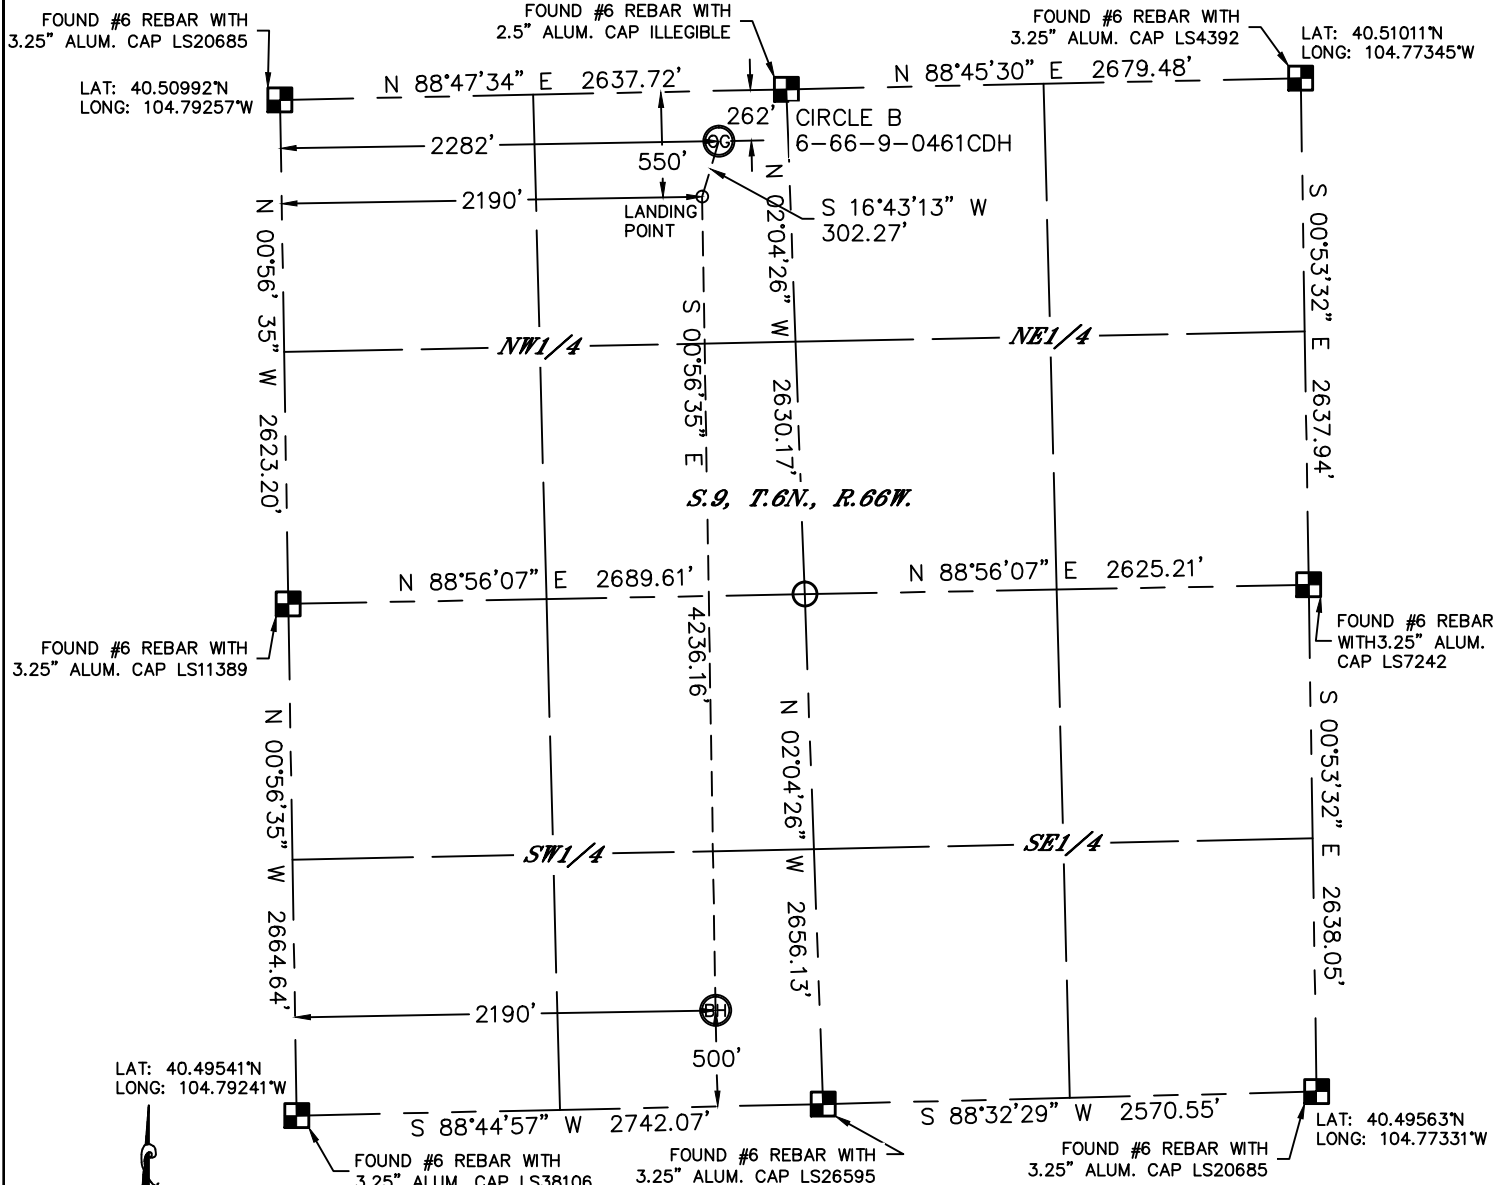 FOUND #6 REBAR WITH
3.25" ALUM. CAP LS20685
FOUND #6 REBAR WITH
2.5" ALUM. CAP ILLEGIBLE
FOUND #6 REBAR WITH
3.25" ALUM. CAP LS4392
LAT: 40.51011°N
LONG: 104.77345°W
LAT: 40.50992°N
LONG: 104.79257°W
N 88°47'34" E 2637.72'
N 88°45'30" E 2679.48'
262'
CIRCLE B
6-66-9-0461CDH
2282'
OG
550'
2190'
LANDING
POINT
S 16°43'13" W
302.27'
N 00°56' 35" W 2623.20'
S 00°56'35" E 4236.16'
N 02°04'26" W 2630.17'
S 00°53'32" E 2637.94'
NW1/4
NE1/4
S.9, T.6N., R.66W.
N 88°56'07" E 2689.61'
N 88°56'07" E 2625.21'
FOUND #6 REBAR WITH
3.25" ALUM. CAP LS11389
FOUND #6 REBAR
WITH3.25" ALUM.
CAP LS7242
N 00°56'35" W 2664.64'
N 02°04'26" W 2656.13'
S 00°53'32" E 2638.05'
SW1/4
SE1/4
2190'
BH
500'
LAT: 40.49541°N
LONG: 104.79241°W
S 88°44'57" W 2742.07'
S 88°32'29" W 2570.55'
LAT: 40.49563°N
LONG: 104.77331°W
FOUND #6 REBAR WITH
3.25" ALUM. CAP LS38106
FOUND #6 REBAR WITH
3.25" ALUM. CAP LS26595
FOUND #6 REBAR WITH
3.25" ALUM. CAP LS20685